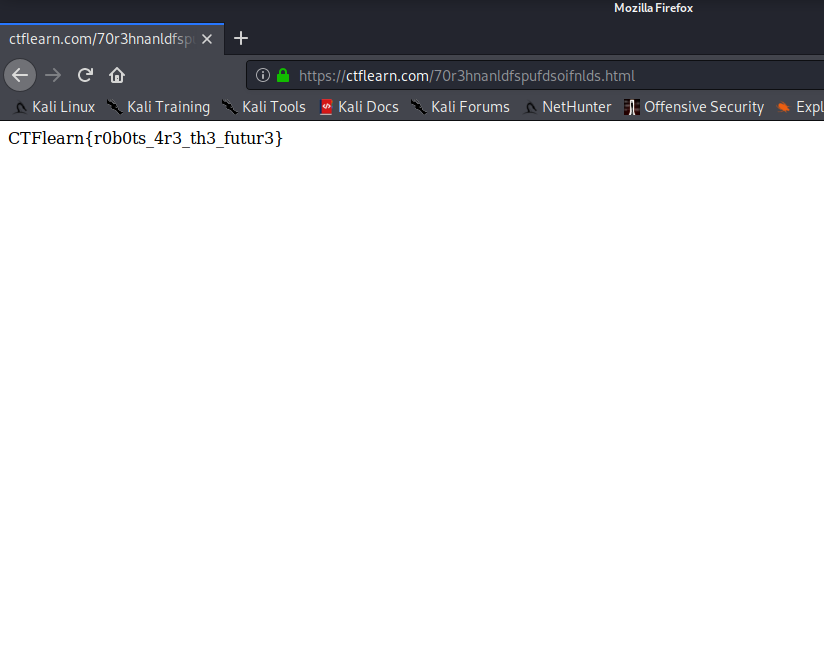 Mozilla Firefox
ctflearn.com/70r3hnanldfsp
https://ctflearn.com/70r3hnanldfspufdsoifnlds.html
Kali Linux Kali Training Kali Tools Kali Docs Kali Forums NetHunter Offensive Security Expl
CTFlearn{r0b0ts_4r3_th3_futur3}